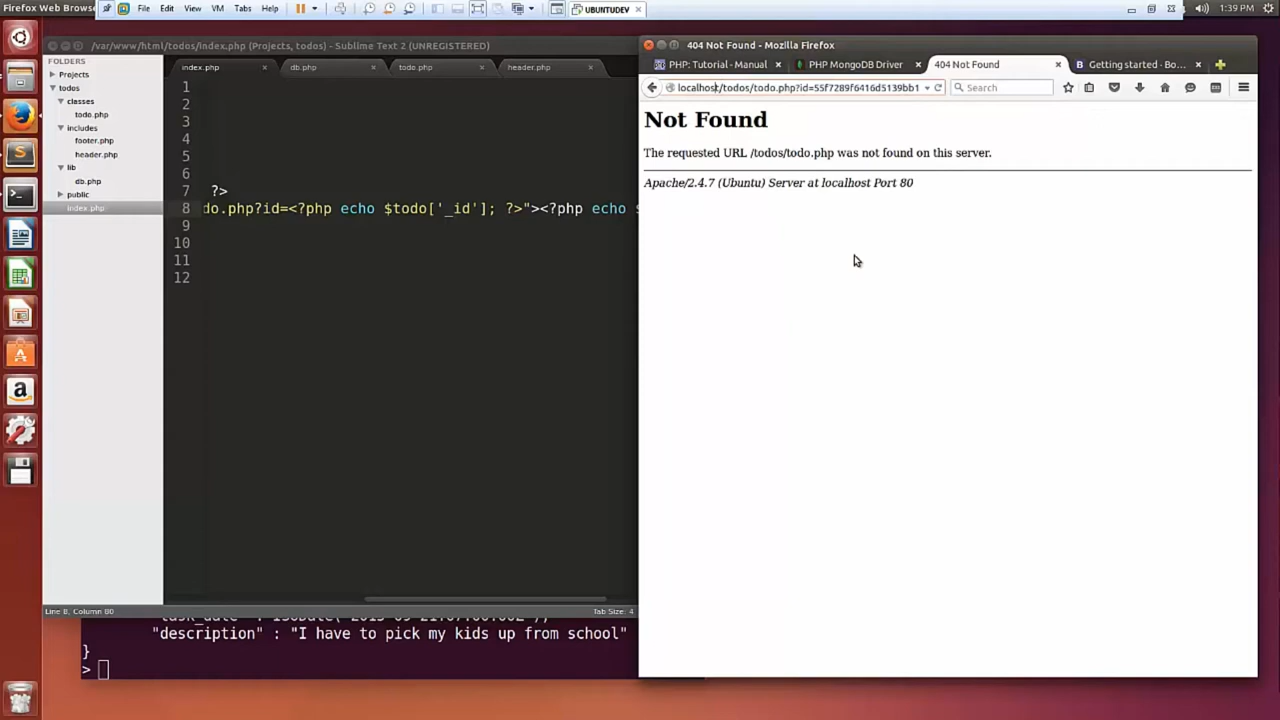 Firefox Web Browse
File Edit View VM Tabs Help
UBUNTUDEV
1:39 PM
/var/www/html/todos/index.php (Projects, todos) - Sublime Text 2 (UNREGISTERED)
FOLDERS
Projects
todos
classes
todo.php
includes
footer.php
header.php
lib
db.php
public
index.php
index.php × db.php × todo.php × header.php ×
1
2
3
4
5
6
7 ?>
8 do.php?id=<?php echo $todo['_id']; ?>"><?php echo
9
10
11
12
Line 8, Column 80
Tab Size: 4
"description" : "I have to pick my kids up from school"
}
>
404 Not Found - Mozilla Firefox
PHP: Tutorial - Manual × PHP MongoDB Driver × 404 Not Found × Getting started · Bo... ×
localhost/todos/todo.php?id=55f7289f6416d5139bb1
Search
Not Found
The requested URL /todos/todo.php was not found on this server.
Apache/2.4.7 (Ubuntu) Server at localhost Port 80